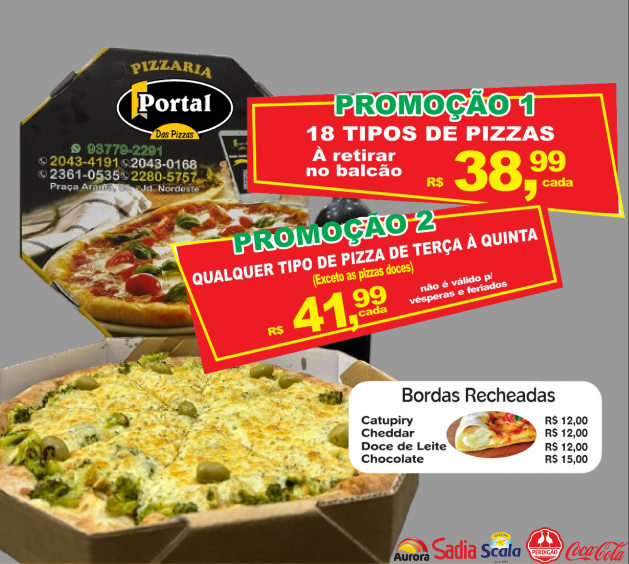 PIZZARIA
Portal
Das Pizzas
93779-2291
2043-4191 2043-0168
2361-0535 2280-5757
Jd. Nordeste
PROMOÇÃO 1
18 TIPOS DE PIZZAS
À retirar
no balcão
R$ 38,99
cada
PROMOÇÃO 2
QUALQUER TIPO DE PIZZA DE TERÇA À QUINTA
(Exceto as pizzas doces)
R$ 41,99
cada
não é válido p/
vésperas e feriados
Bordas Recheadas
Catupiry R$ 12,00
Cheddar R$ 12,00
Doce de Leite R$ 12,00
Chocolate R$ 15,00
Aurora Sadia Scala PERDIGÃO Coca-Cola